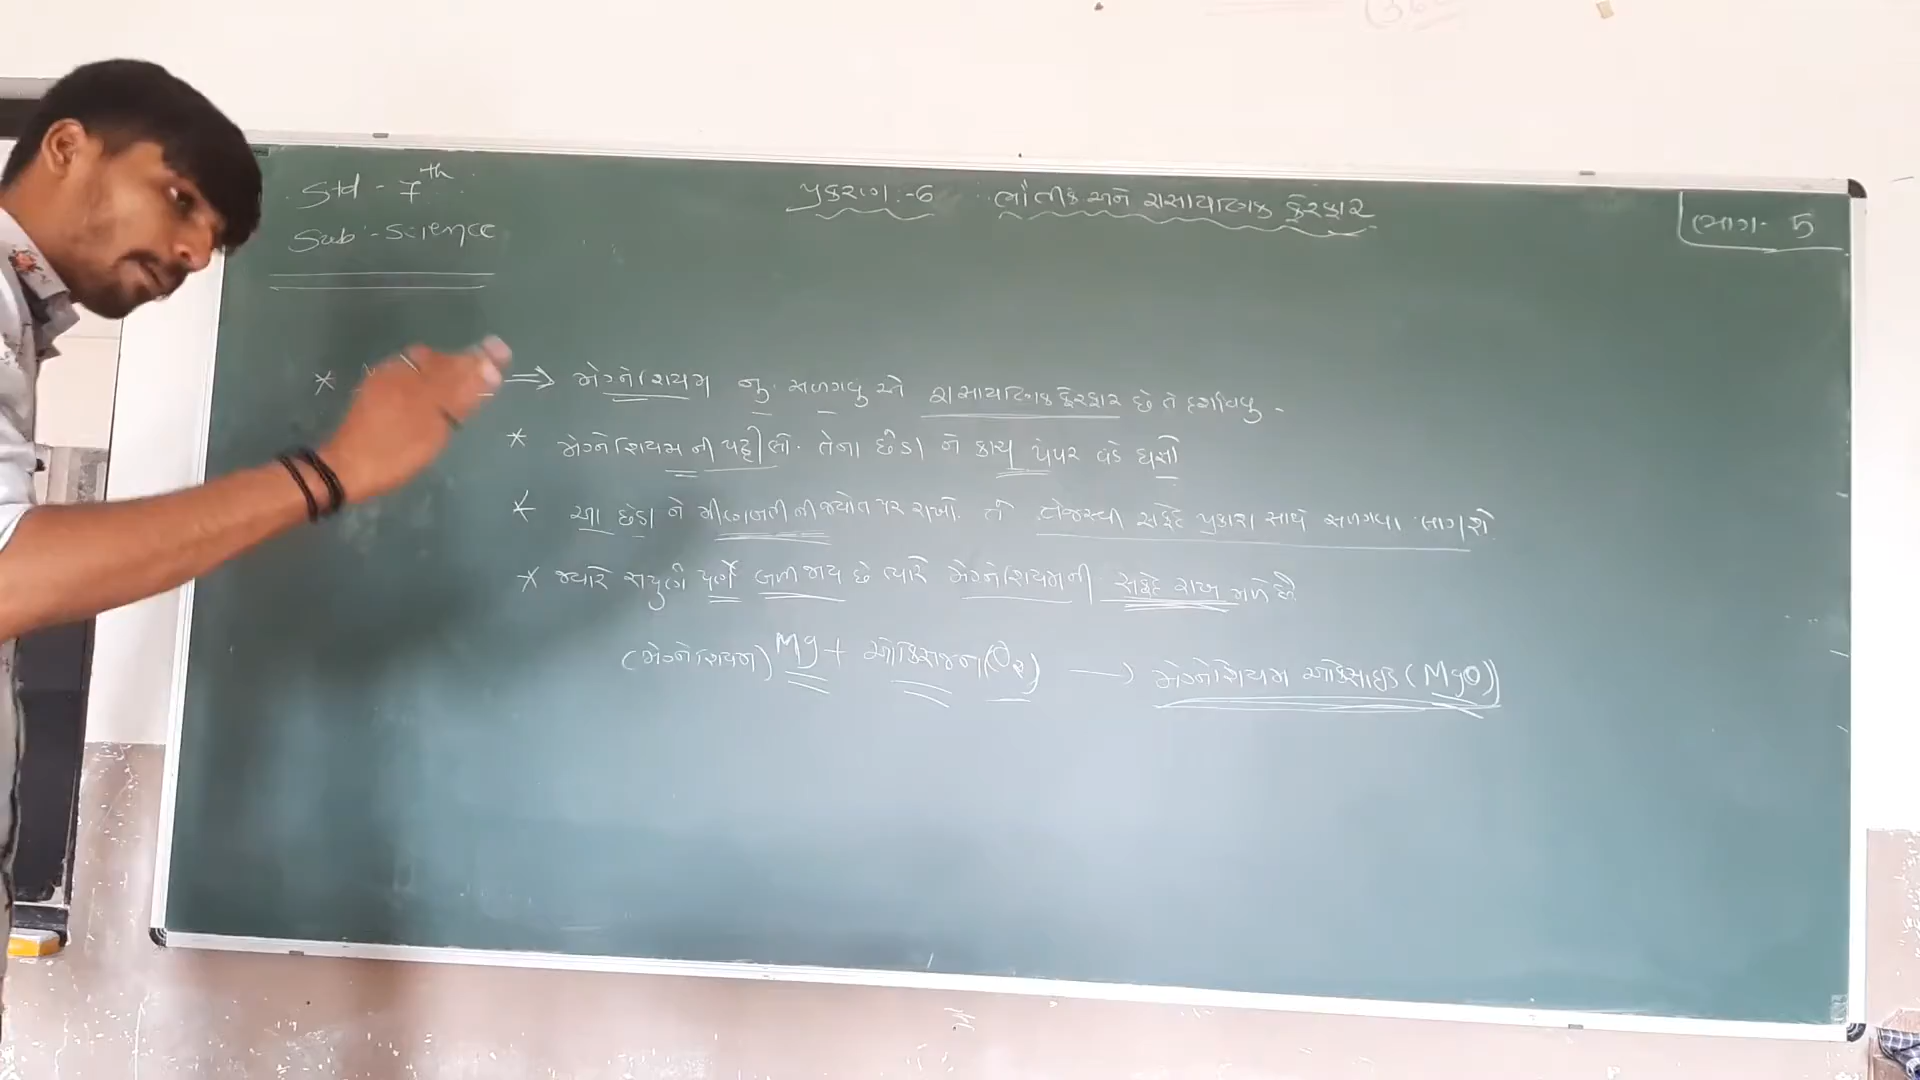 Std - 7th
Sub :- Science
પ્રકરણ :- 6 ભૌતિક અને રાસાયણિક ફેરફાર
ભાગ - 5
* ⇒ મેગ્નેશિયમ નુ સળગવુ એ રાસાયણિક ફેરફાર છે તે દર્શાવવુ -
* મેગ્નેશિયમ ની પટ્ટી લો. તેના છેડા ને કાચ પેપર વડે ઘસો
* આ છેડા ને મીણબત્તી ની જ્યોત પર રાખો. તે તેજસ્વી સફેદ પ્રકાશ સાથે સળગવા લાગશે
* જ્યારે સંપુર્ણ પણે બળી જાય છે ત્યારે મેગ્નેશિયમ ની સફેદ રાખ મળે છે.
(મેગ્નેશિયમ) Mg + ઓક્સિજન (O2) → મેગ્નેશિયમ ઓક્સાઇડ (MgO)